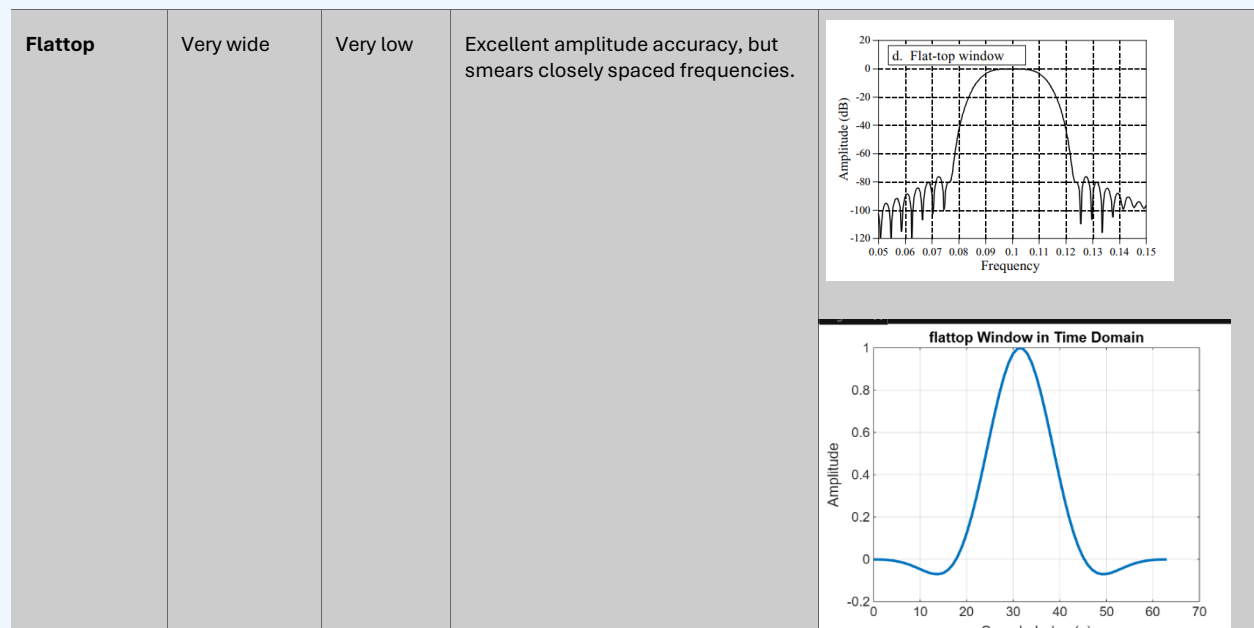 Flattop
Very wide
Very low
Excellent amplitude accuracy, but
smears closely spaced frequencies.
d. Flat-top window
Amplitude (dB)
20
0
-20
-40
-60
-80
-100
-120
0.05 0.06 0.07 0.08 0.09 0.1 0.11 0.12 0.13 0.14 0.15
Frequency
flattop Window in Time Domain
Amplitude
1
0.8
0.6
0.4
0.2
0
-0.2
0 10 20 30 40 50 60 70